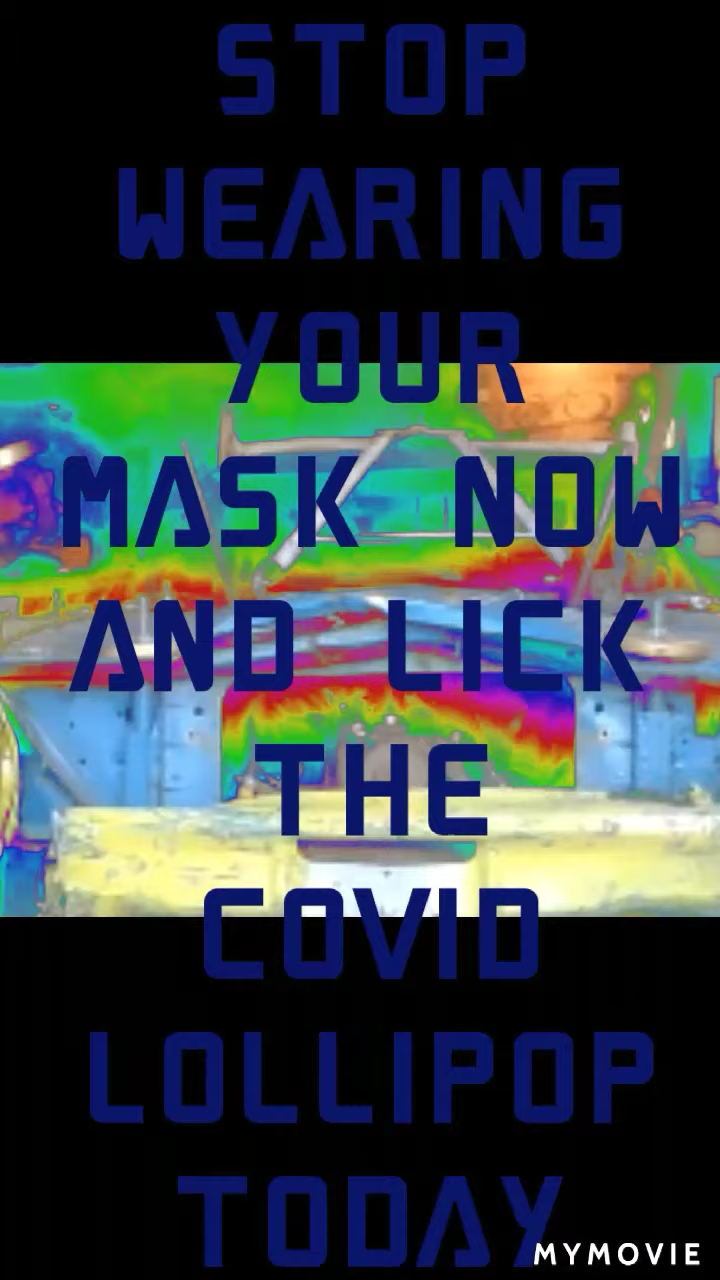 STOP
WEARING
YOUR
MASK NOW
AND LICK
THE
COVID
LOLLIPOP
TODAY
MYMOVIE